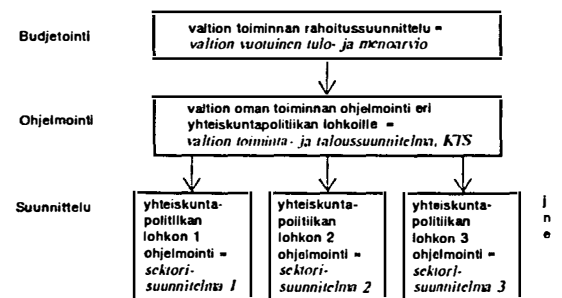 Budjetointi
valtion toiminnan rahoitussuunnittelu =
valtion vuotuinen tulo- ja menoarvio
Ohjelmointi
valtion oman toiminnan ohjelmointi eri
yhteiskuntapolitiikan lohkoille =
valtion toiminta- ja taloussuunnitelma, KTS
Suunnittelu
yhteiskunta-
politiikan
lohkon 1
ohjelmointi =
sektori-
suunnitelma 1
yhteiskunta-
politiikan
lohkon 2
ohjelmointi =
sektori-
suunnitelma 2
yhteiskunta-
politiikan
lohkon 3
ohjelmointi =
sektori-
suunnitelma 3
j
n
e